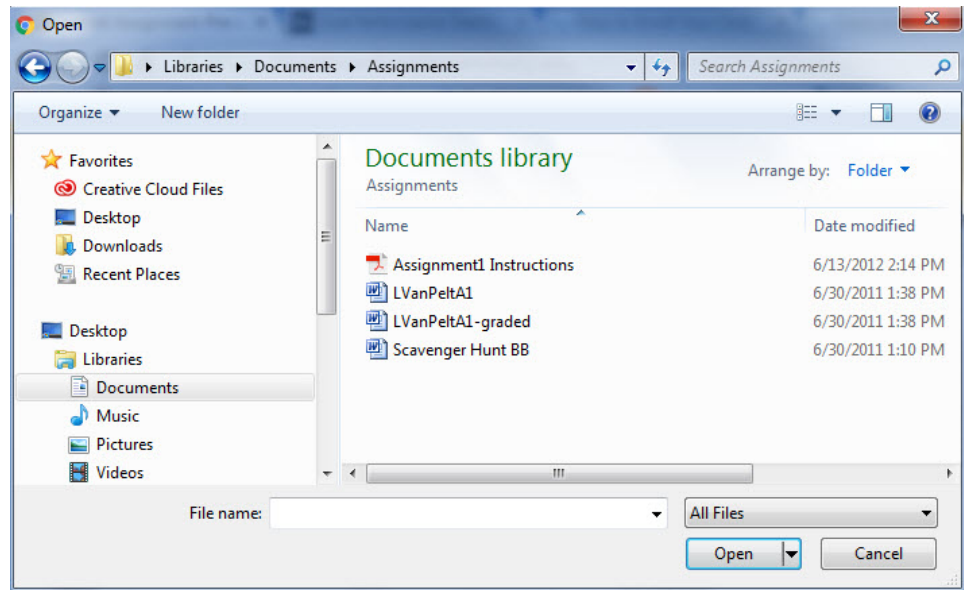 Open
Libraries Documents Assignments Search Assignments
Organize New folder
Favorites
Creative Cloud Files
Desktop
Downloads
Recent Places
Desktop
Libraries
Documents
Music
Pictures
Videos
Documents library
Assignments
Arrange by: Folder
Name Date modified
Assignment1 Instructions 6/13/2012 2:14 PM
LVanPeltA1 6/30/2011 1:38 PM
LVanPeltA1-graded 6/30/2011 1:38 PM
Scavenger Hunt BB 6/30/2011 1:10 PM
File name: All Files
Open Cancel